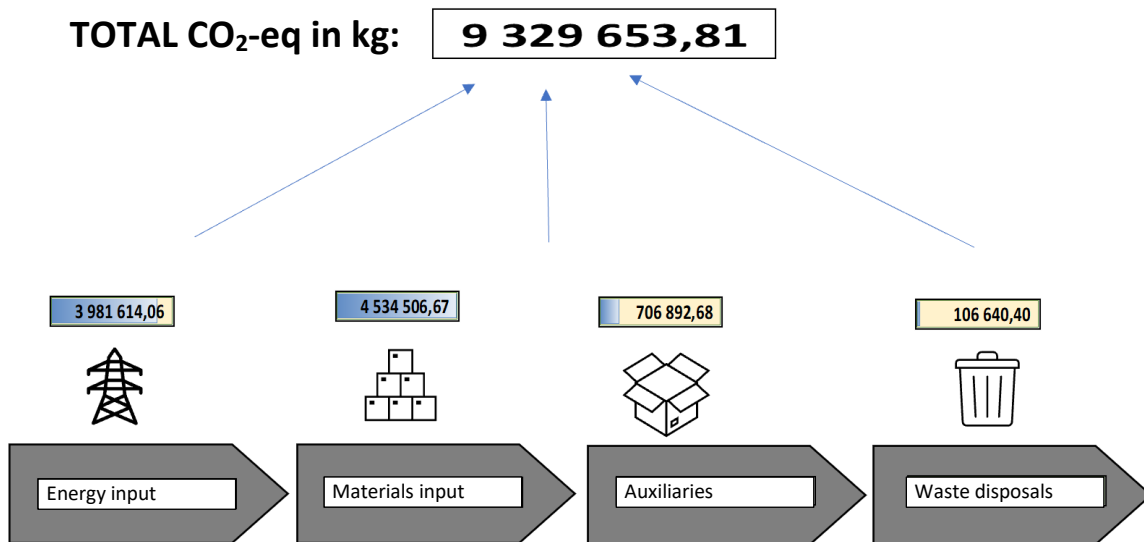 TOTAL CO₂-eq in kg: 9 329 653,81
3 981 614,06
4 534 506,67
706 892,68
106 640,40
Energy input
Materials input
Auxiliaries
Waste disposals